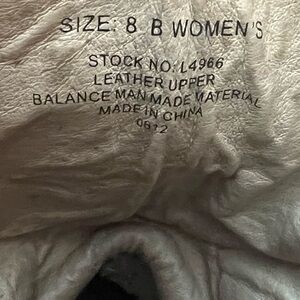 SIZE: 8 B WOMEN'S
STOCK NO: L4966
LEATHER UPPER
BALANCE MAN MADE MATERIAL
MADE IN CHINA
0612